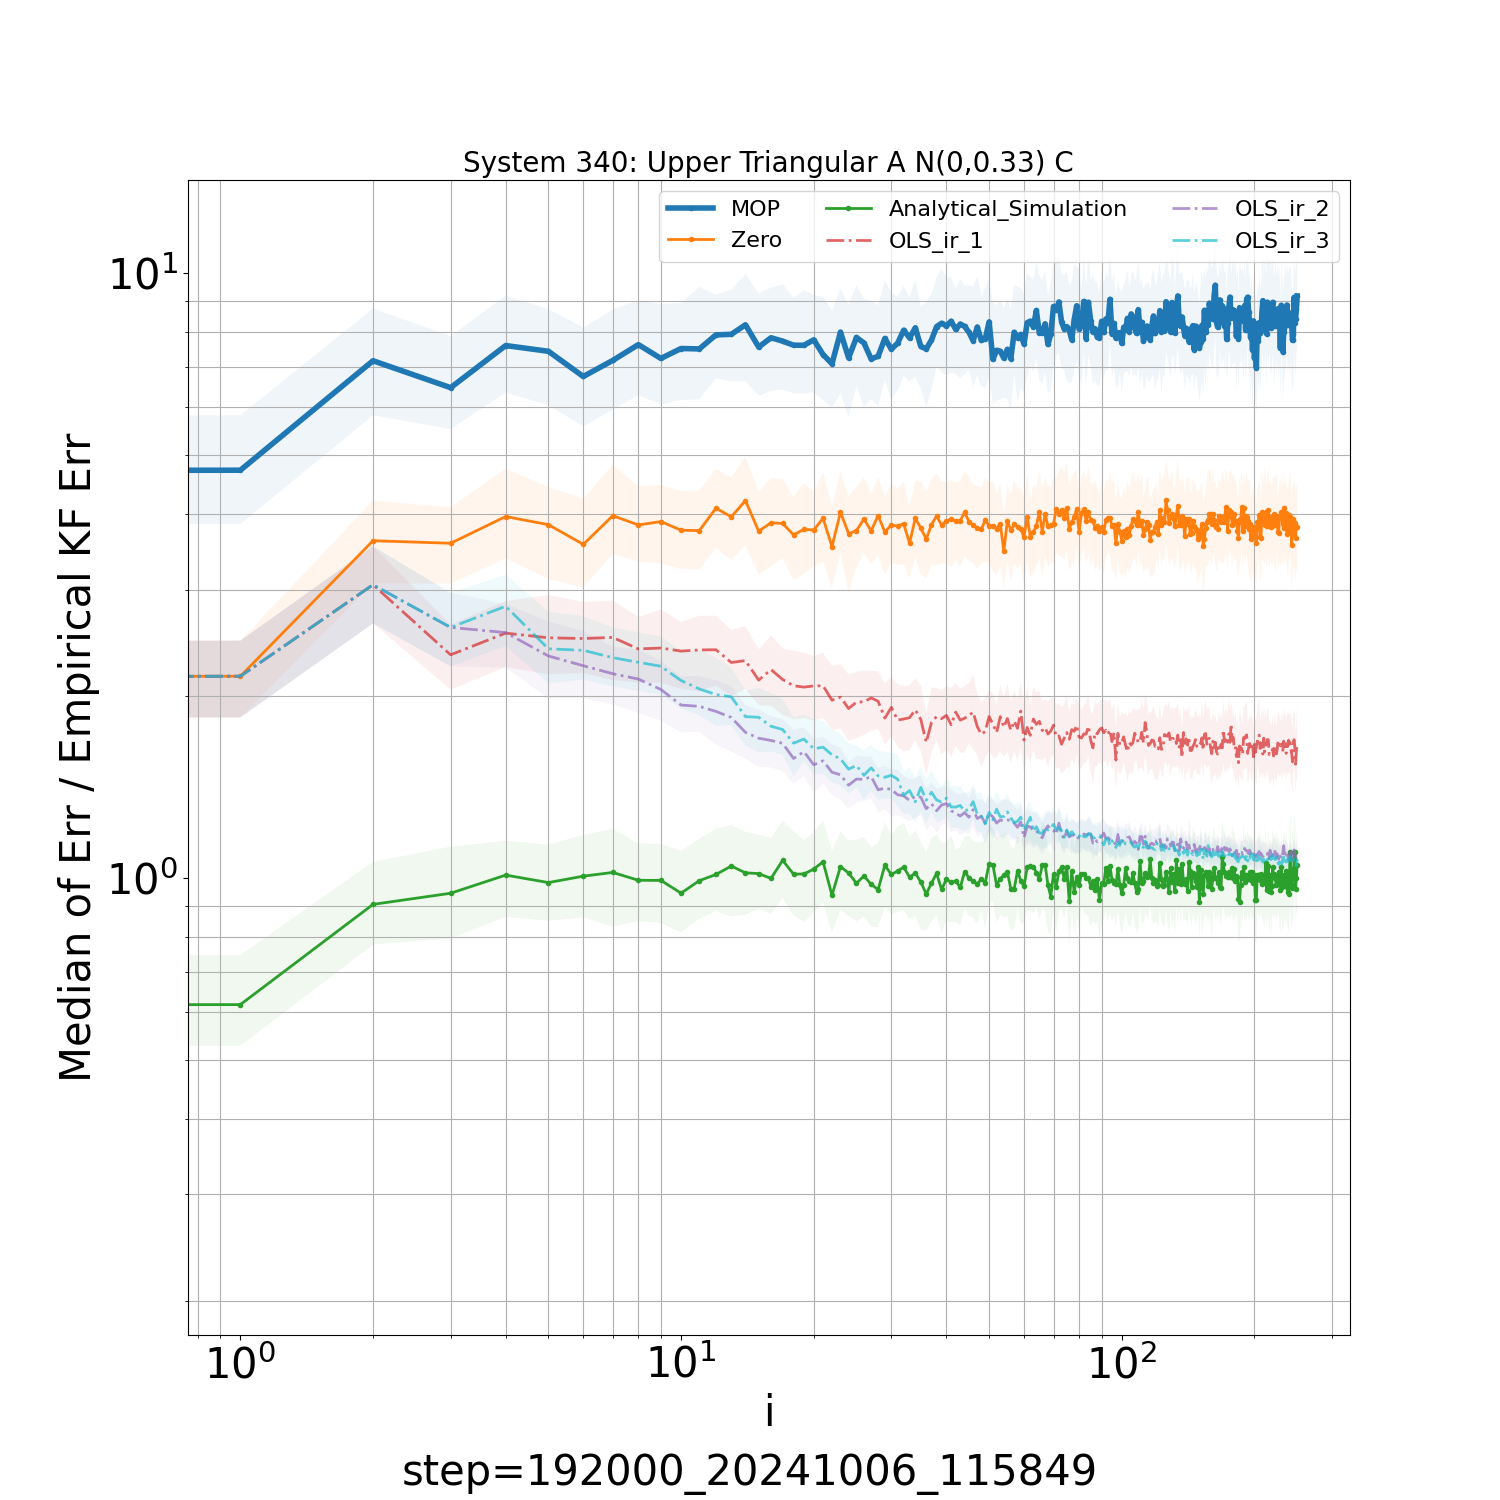 System 340: Upper Triangular A N(0,0.33) C
MOP
Zero
Analytical_Simulation
OLS_ir_1
OLS_ir_2
OLS_ir_3
Median of Err / Empirical KF Err
10¹
10⁰
10⁰
10¹
10²
i
step=192000_20241006_115849